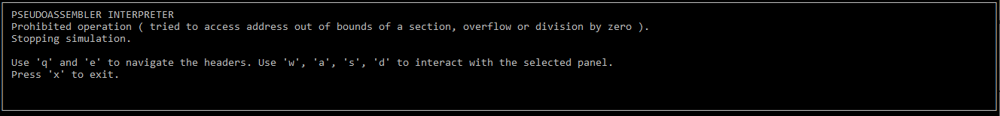 PSEUDOASSEMBLER INTERPRETER
Prohibited operation ( tried to access address out of bounds of a section, overflow or division by zero ).
Stopping simulation.
Use 'q' and 'e' to navigate the headers. Use 'w', 'a', 's', 'd' to interact with the selected panel.
Press 'x' to exit.